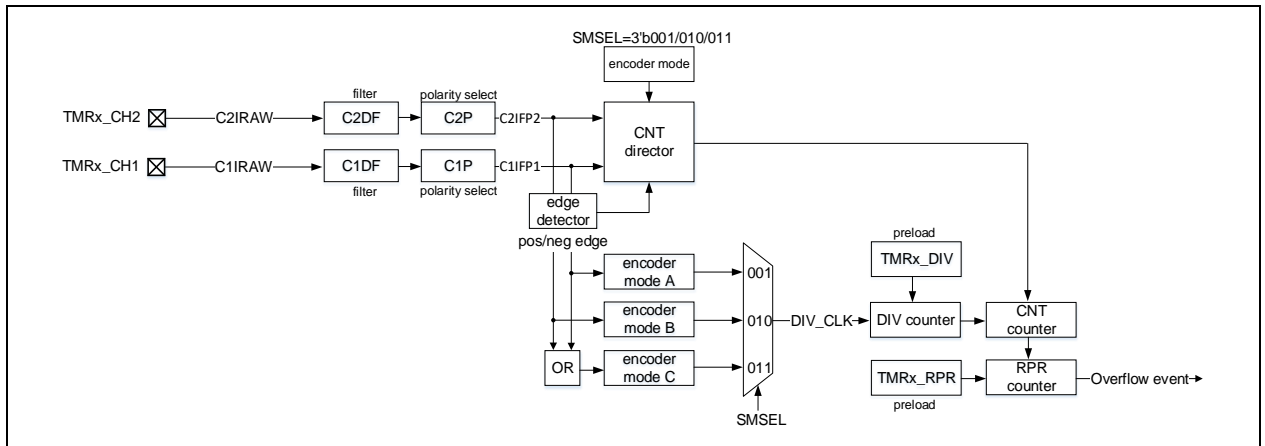 SMSEL=3'b001/010/011
encoder mode
filter
polarity select
TMRx_CH2
C2IRAW
C2DF
C2P
C2IFP2
CNT
director
TMRx_CH1
C1IRAW
C1DF
C1P
C1IFP1
filter
polarity select
edge
detector
pos/neg edge
preload
TMRx_DIV
encoder
mode A
001
encoder
mode B
010
DIV_CLK
DIV counter
CNT
counter
OR
encoder
mode C
011
TMRx_RPR
RPR
counter
Overflow event
preload
SMSEL